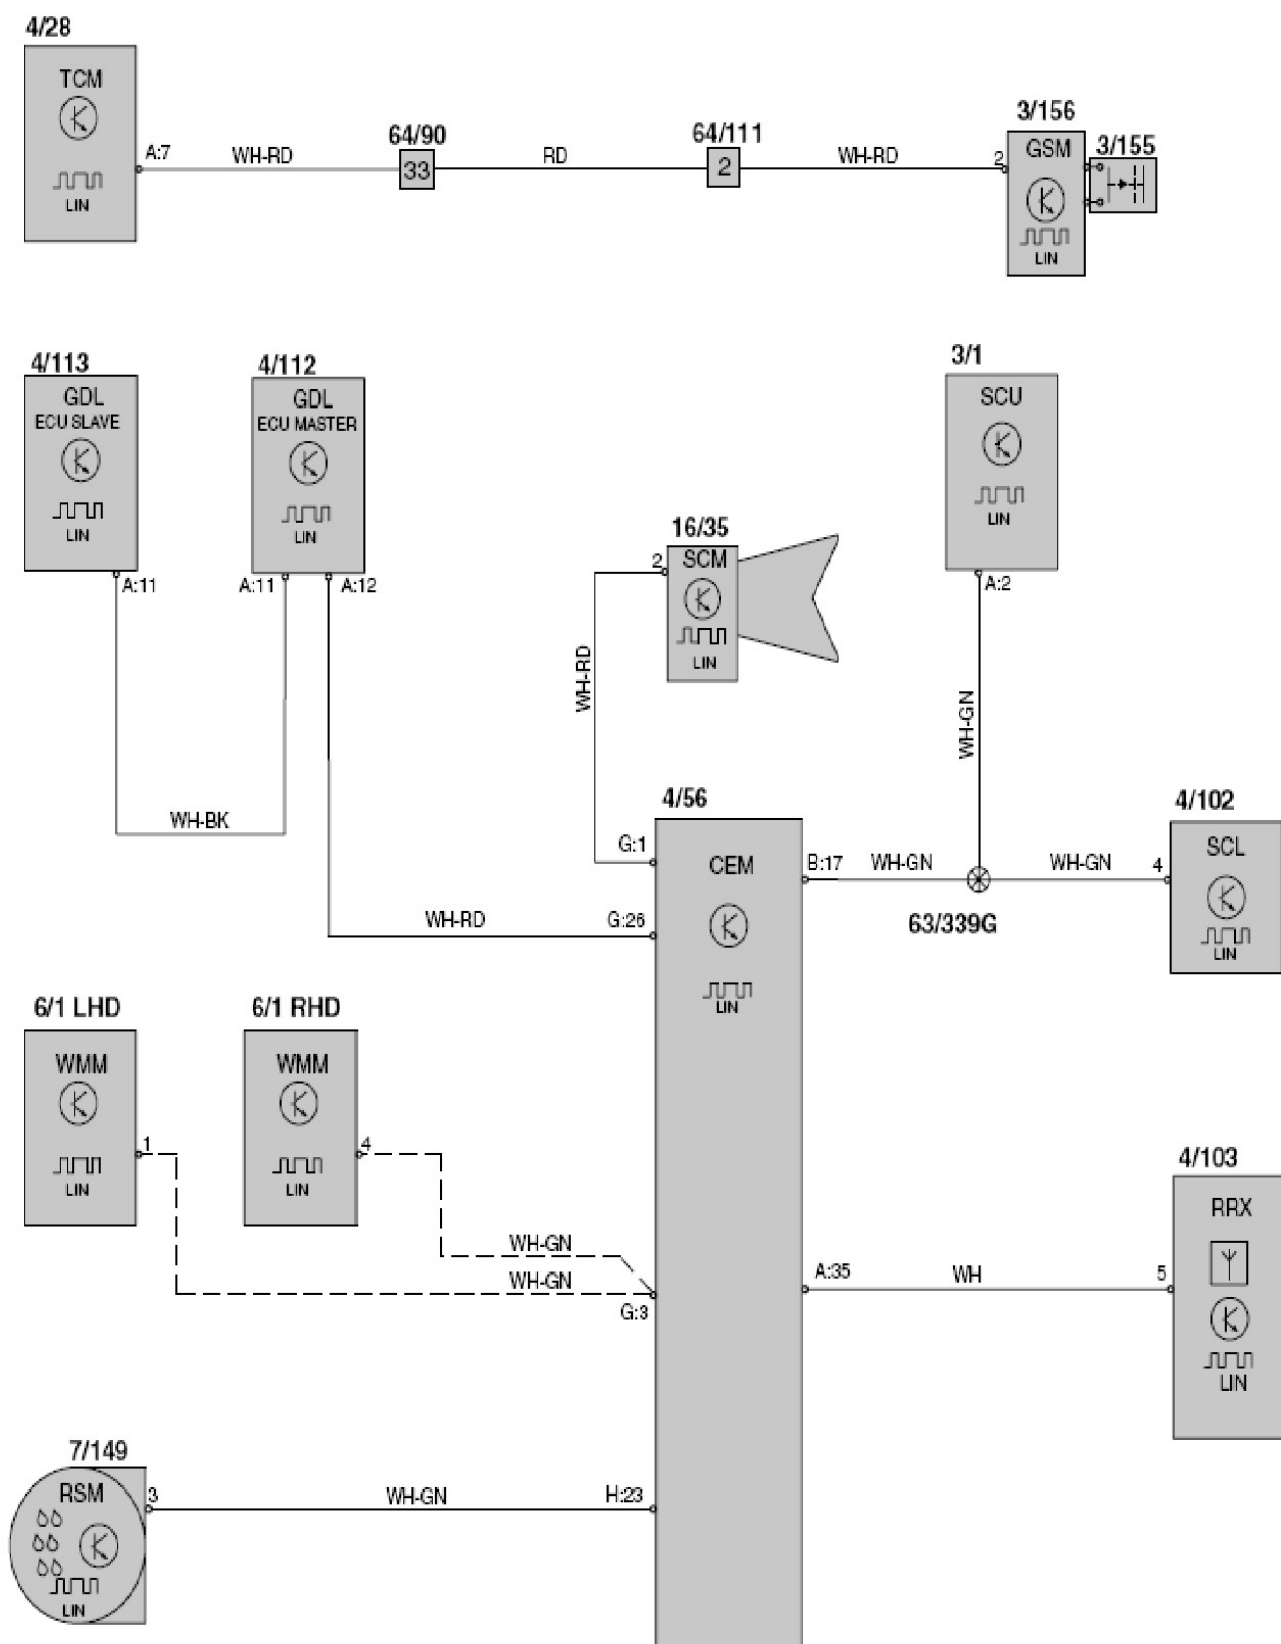 4/28
TCM
LIN
A:7
WH-RD
64/90
33
RD
64/111
2
WH-RD
2
3/156
GSM
LIN
3/155
4/113
GDL
ECU SLAVE
LIN
A:11
4/112
GDL
ECU MASTER
LIN
A:11
A:12
WH-BK
WH-RD
16/35
2
SCM
LIN
WH-RD
3/1
SCU
LIN
A:2
WH-GN
4/56
CEM
LIN
G:1
G:26
B:17
WH-GN
63/339G
WH-GN
4
4/102
SCL
LIN
6/1 LHD
WMM
LIN
1
6/1 RHD
WMM
LIN
4
WH-GN
WH-GN
G:3
A:35
WH
5
4/103
RRX
LIN
7/149
RSM
LIN
3
WH-GN
H:23